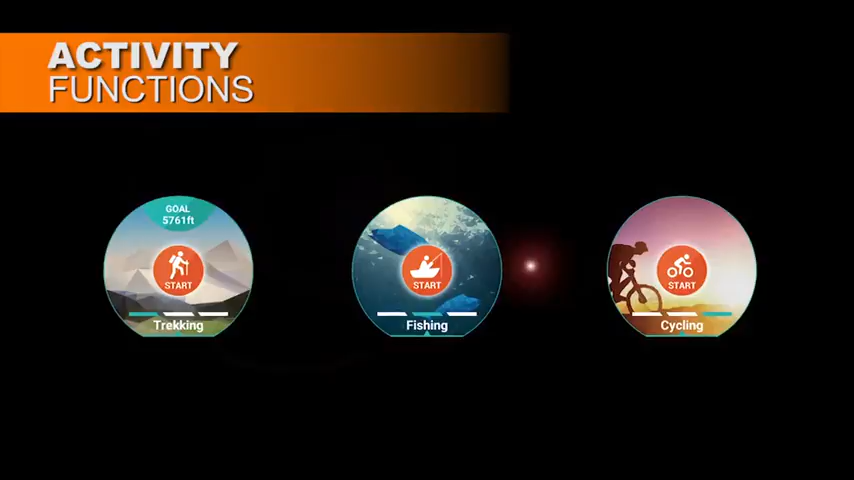 ACTIVITY
FUNCTIONS
GOAL
5761ft
START
Trekking
START
Fishing
START
Cycling